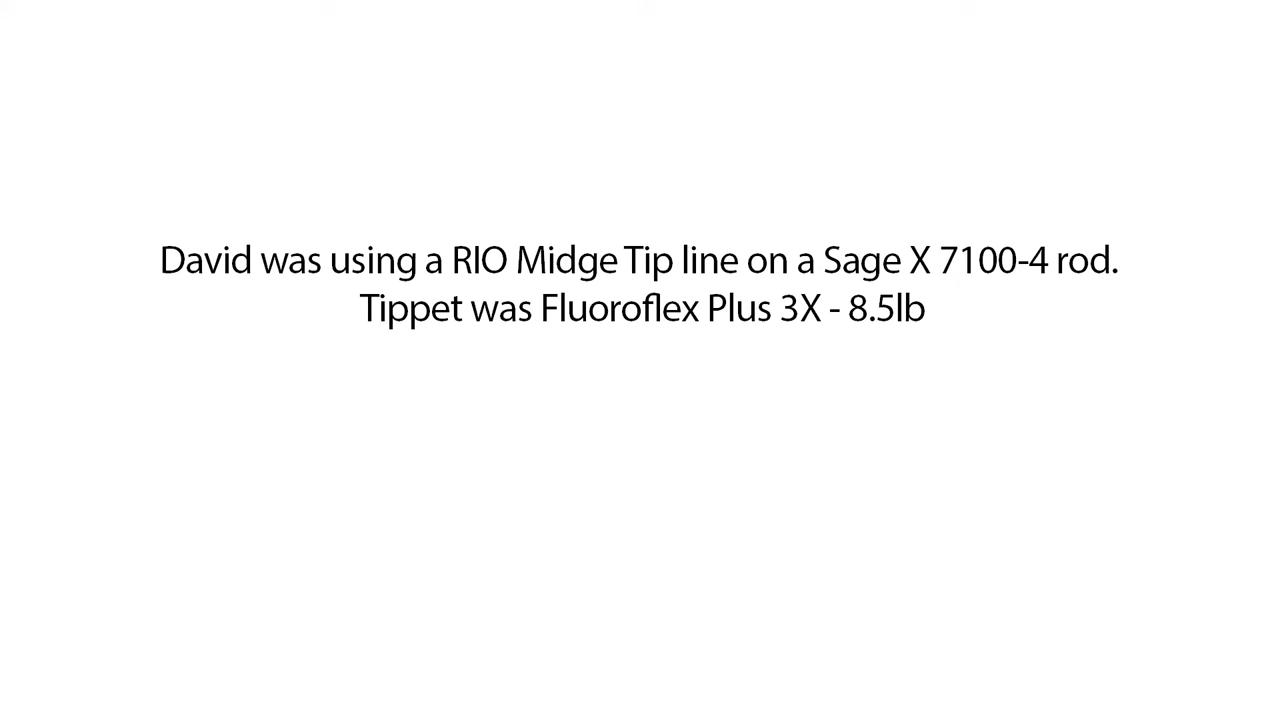 David was using a RIO Midge Tip line on a Sage X 7100-4 rod.
Tippet was Fluoroflex Plus 3X - 8.5lb